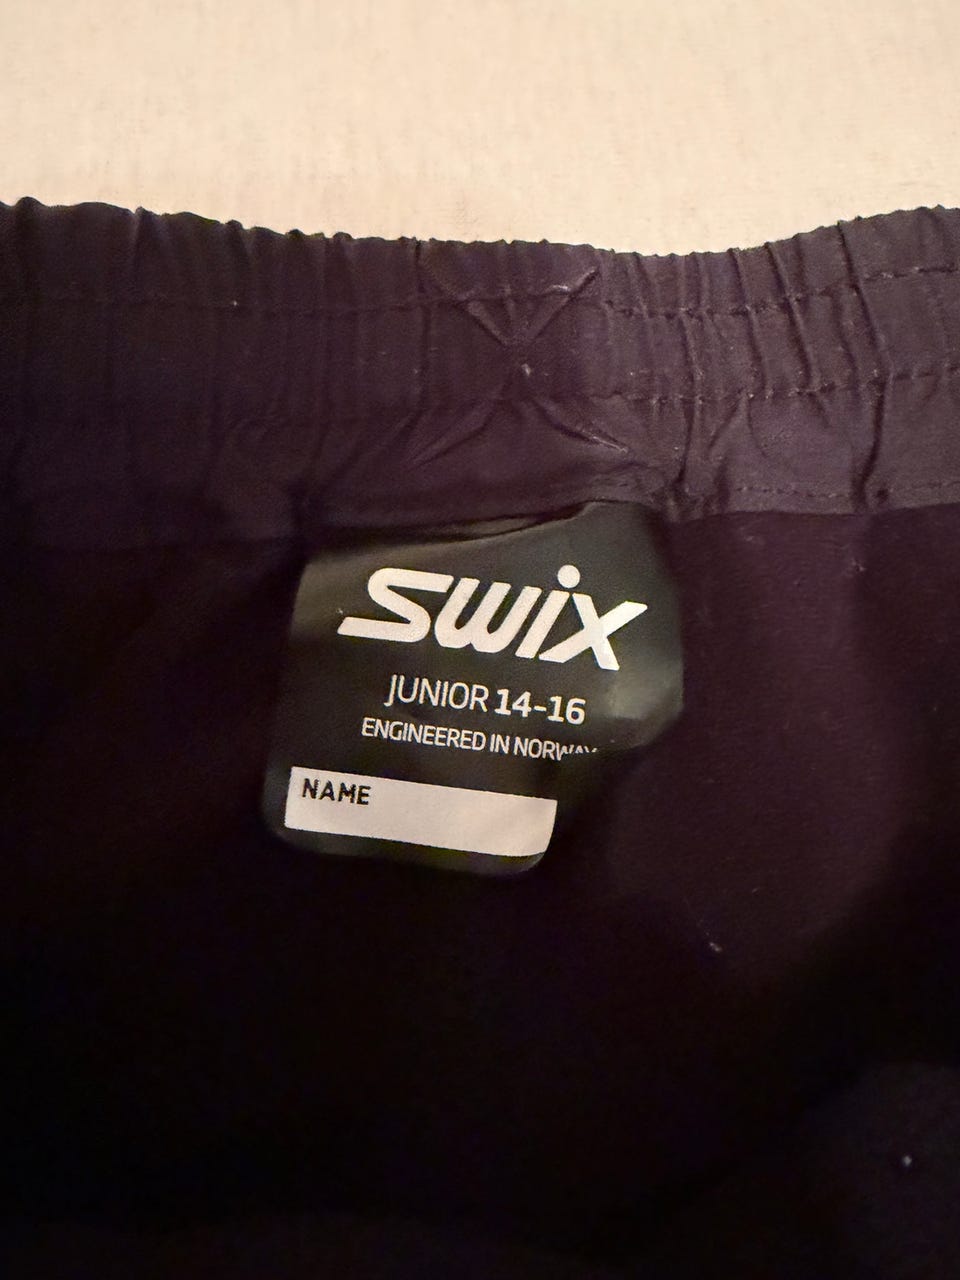 SWIX
JUNIOR 14-16
ENGINEERED IN NORWAY
NAME